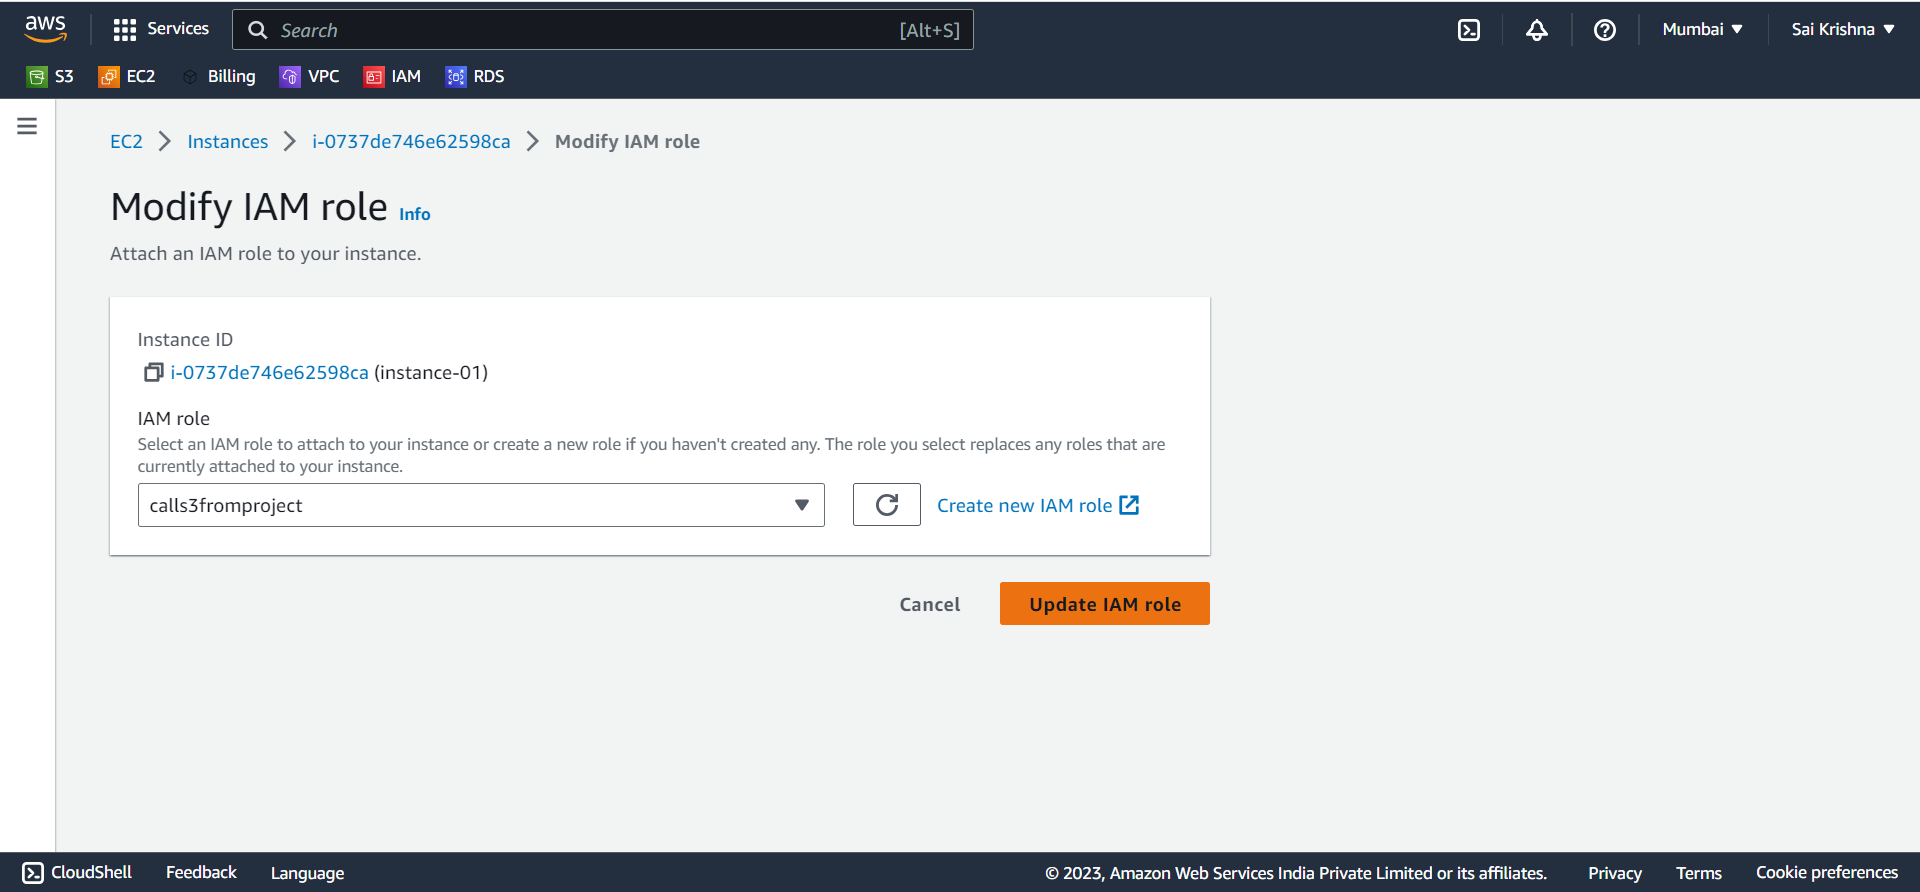 aws Services Search [Alt+S] Mumbai Sai Krishna
S3 EC2 Billing VPC IAM RDS
EC2 Instances i-0737de746e62598ca Modify IAM role
Modify IAM role Info
Attach an IAM role to your instance.
Instance ID
i-0737de746e62598ca (instance-01)
IAM role
Select an IAM role to attach to your instance or create a new role if you haven't created any. The role you select replaces any roles that are
currently attached to your instance.
calls3fromproject Create new IAM role
Cancel Update IAM role
CloudShell Feedback Language © 2023, Amazon Web Services India Private Limited or its affiliates. Privacy Terms Cookie preferences